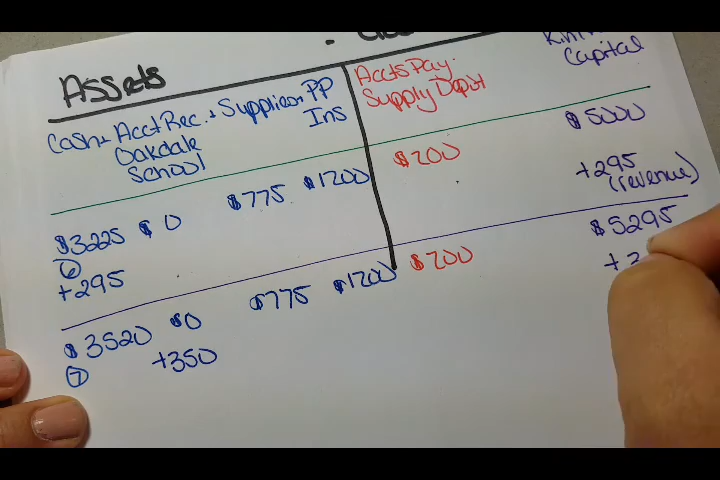 Assets
Cash + Acct Rec. + Supplies + PP
Oakdale
School
Ins
Accts Pay.
Supply Depot
Capital
$3225 $0 $775 $1200 $200 $5000
6
+295
+295
(revenue)
$3520 $0 $775 $1200 $200 $5295
7
+350